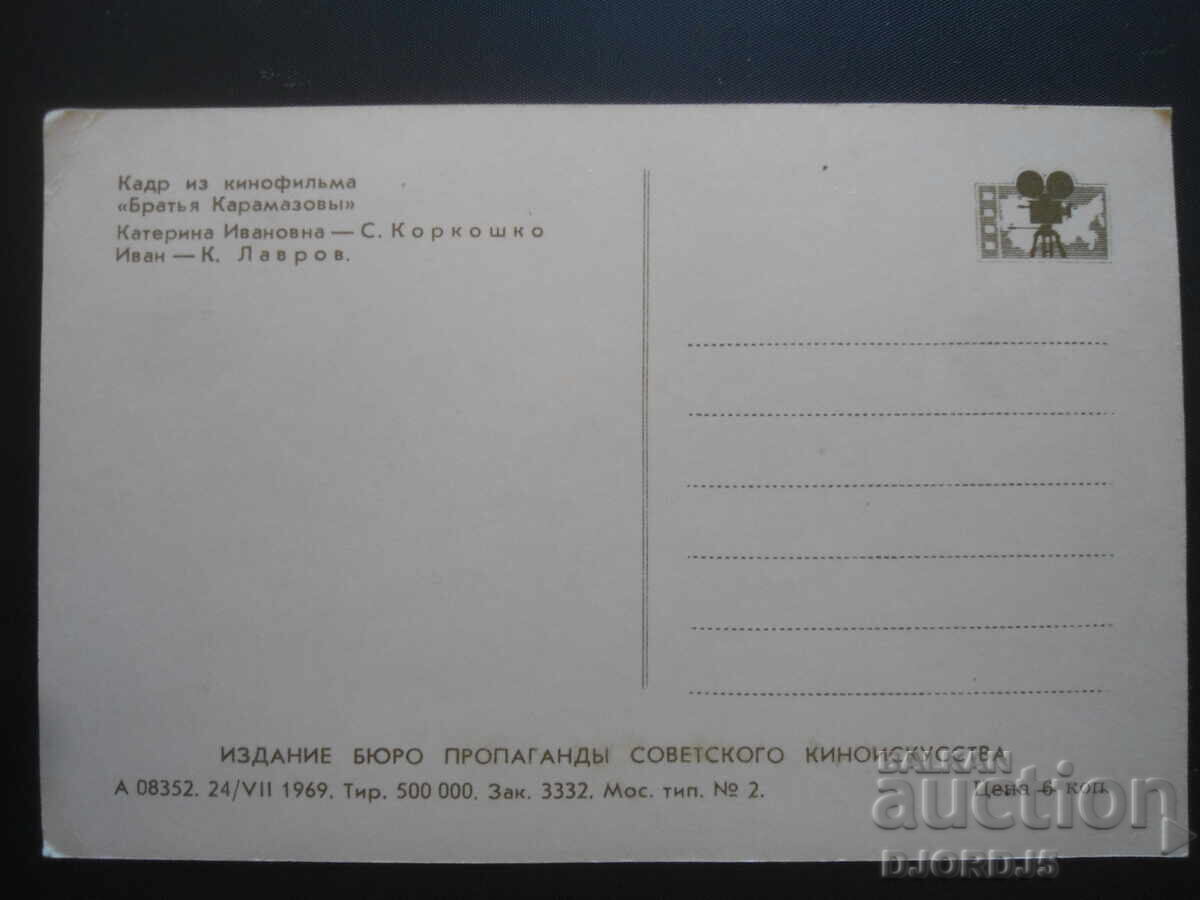 Кадр из кинофильма
«Братья Карамазовы»
Катерина Ивановна — С. Коркошко
Иван — К. Лавров.
ИЗДАНИЕ БЮРО ПРОПАГАНДЫ СОВЕТСКОГО КИНОИСКУССТВА
А 08352. 24/VII 1969. Тир. 500 000. Зак. 3332. Мос. тип. № 2.
Цена 6 коп.
BALKAN
auction
DJORDJ5